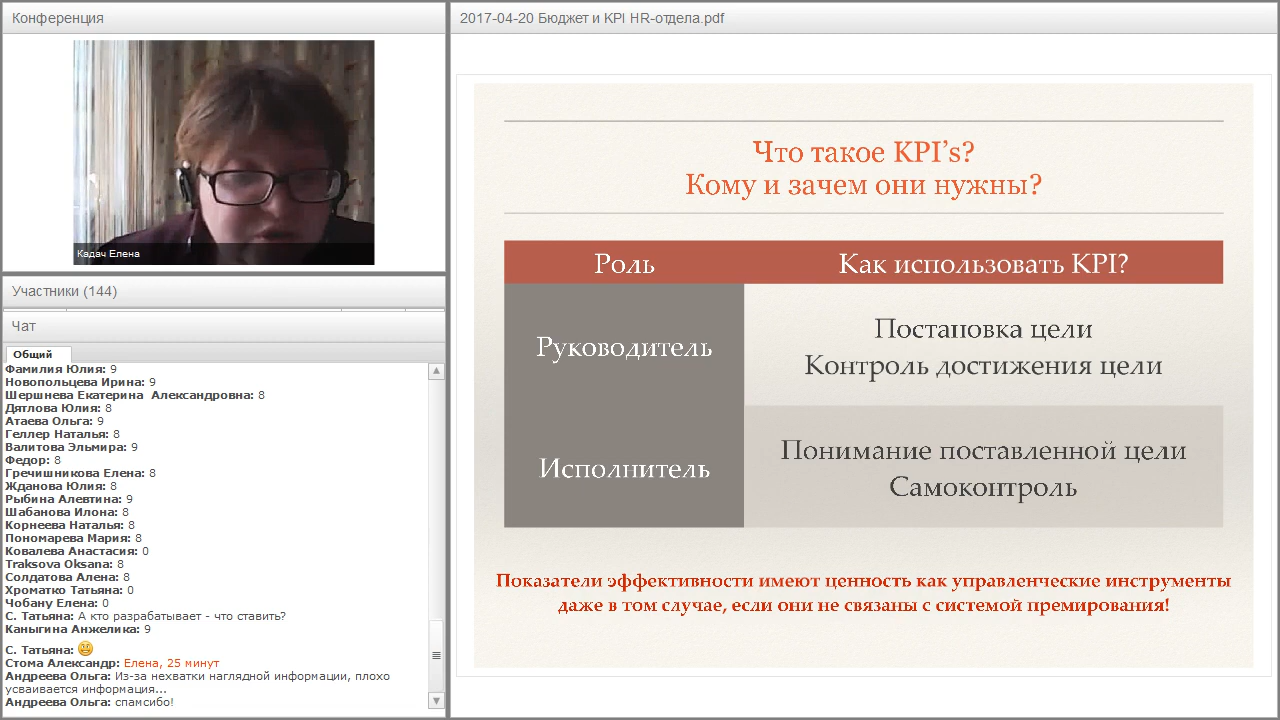 Конференция
Кадач Елена
Участники (144)
Чат
Общий
Фамилия Юлия: 9
Новопольцева Ирина: 9
Шершнева Екатерина Александровна: 8
Дятлова Юлия: 8
Атаева Ольга: 9
Геллер Наталья: 8
Валитова Эльмира: 9
Федор: 8
Гречишникова Елена: 8
Жданова Юлия: 8
Рыбина Алевтина: 9
Шабанова Илона: 8
Корнеева Наталья: 8
Пономарева Мария: 8
Ковалева Анастасия: 0
Traksova Oksana: 8
Солдатова Алена: 8
Хроматко Татьяна: 0
Чобану Елена: 0
С. Татьяна: А кто разрабатывает - что ставить?
Каныгина Анжелика: 9
С. Татьяна:
Стома Александр: Елена, 25 минут
Андреева Ольга: Из-за нехватки наглядной информации, плохо
усваивается информация...
Андреева Ольга: спамсибо!
2017-04-20 Бюджет и KPI HR-отдела.pdf
Что такое KPI’s?
Кому и зачем они нужны?
Роль
Как использовать KPI?
Руководитель
Постановка цели
Контроль достижения цели
Исполнитель
Понимание поставленной цели
Самоконтроль
Показатели эффективности имеют ценность как управленческие инструменты
даже в том случае, если они не связаны с системой премирования!